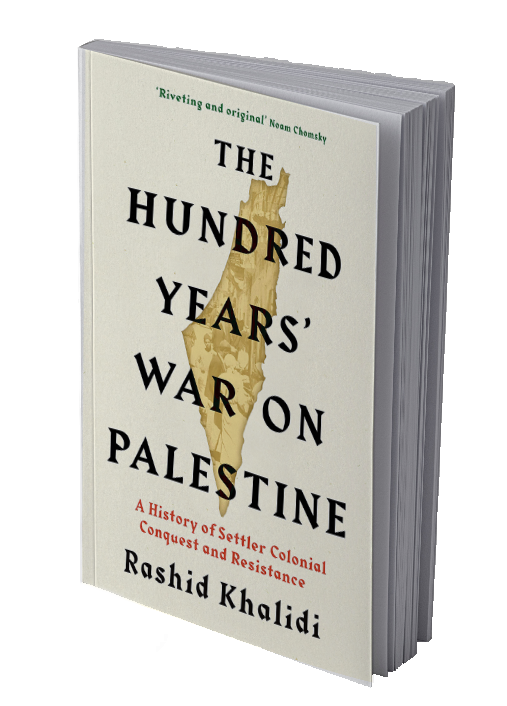 'Riveting and original' Noam Chomsky
THE
HUNDRED
YEARS'
WAR ON
PALESTINE
A History of Settler Colonial
Conquest and Resistance
Rashid Khalidi